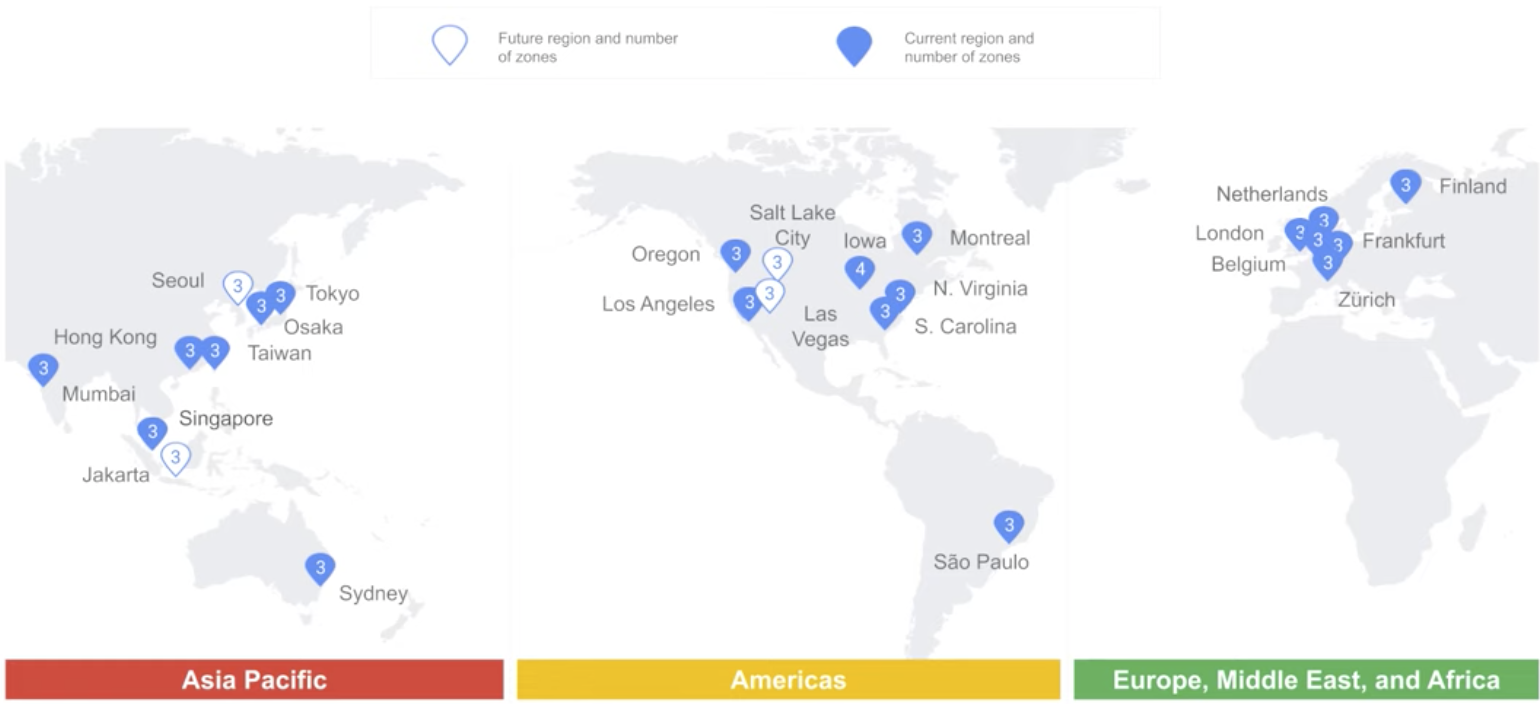 Future region and number
of zones
Current region and
number of zones
Seoul
3
3
3
Tokyo
Osaka
Hong Kong
3
3
Taiwan
3
Mumbai
Singapore
3
3
Jakarta
3
Sydney
Asia Pacific
Salt Lake
City
Oregon
3
3
Iowa
4
3
Montreal
Los Angeles
3
3
Las
Vegas
3
N. Virginia
3
S. Carolina
3
São Paulo
Americas
3
Finland
Netherlands
3
London
3
3
3
Frankfurt
Belgium
3
Zürich
Europe, Middle East, and Africa